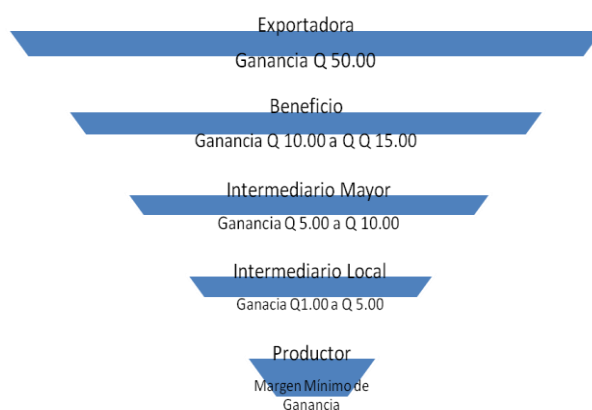 Exportadora
Ganancia Q 50.00
Beneficio
Ganancia Q 10.00 a Q Q 15.00
Intermediario Mayor
Ganancia Q 5.00 a Q 10.00
Intermediario Local
Ganacia Q1.00 a Q 5.00
Productor
Margen Mínimo de
Ganancia